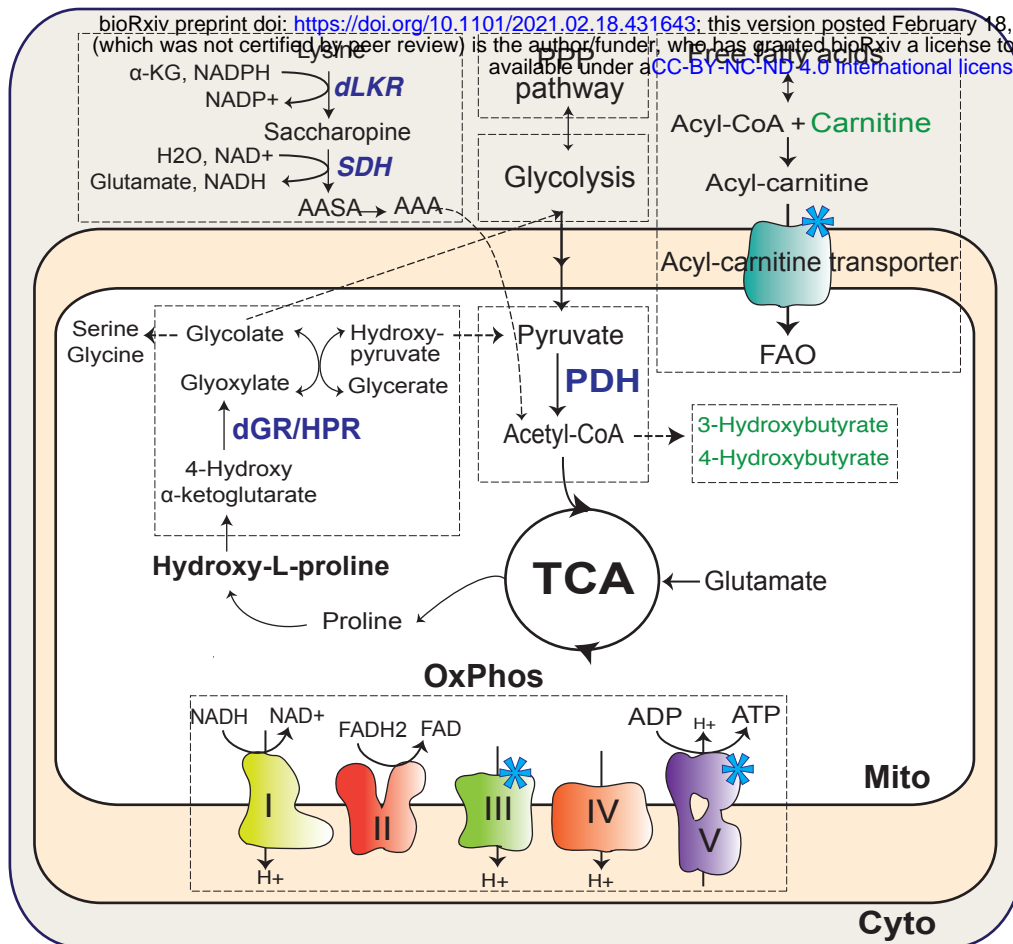 bioRxiv preprint doi: https://doi.org/10.1101/2021.02.18.431643; this version posted February 18,
(which was not certified by peer review) is the author/funder, who has granted bioRxiv a license to
available under aCC-BY-NC-ND 4.0 International licens
Lysine
α-KG, NADPH
NADP+
dLKR
Saccharopine
H2O, NAD+
Glutamate, NADH
SDH
AASA
AAA
PPP
pathway
Glycolysis
Free fatty acids
Acyl-CoA + Carnitine
Acyl-carnitine
Acyl-carnitine transporter
FAO
Serine
Glycine
Glycolate
Hydroxy-
pyruvate
Glyoxylate
Glycerate
dGR/HPR
4-Hydroxy
α-ketoglutarate
Hydroxy-L-proline
Proline
Pyruvate
PDH
Acetyl-CoA
3-Hydroxybutyrate
4-Hydroxybutyrate
TCA
Glutamate
OxPhos
NADH
NAD+
FADH2
FAD
ADP
H+
ATP
I
II
III
IV
V
H+
H+
H+
Mito
Cyto